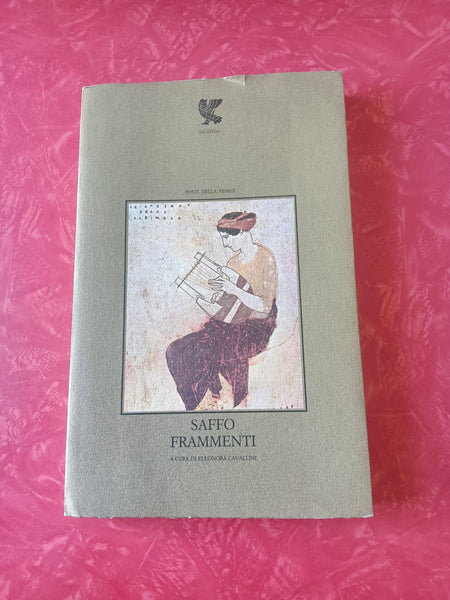 GUANDA
POETI DELLA FENICE
SAFFO
FRAMMENTI
A CURA DI ELEONORA CAVALLINI